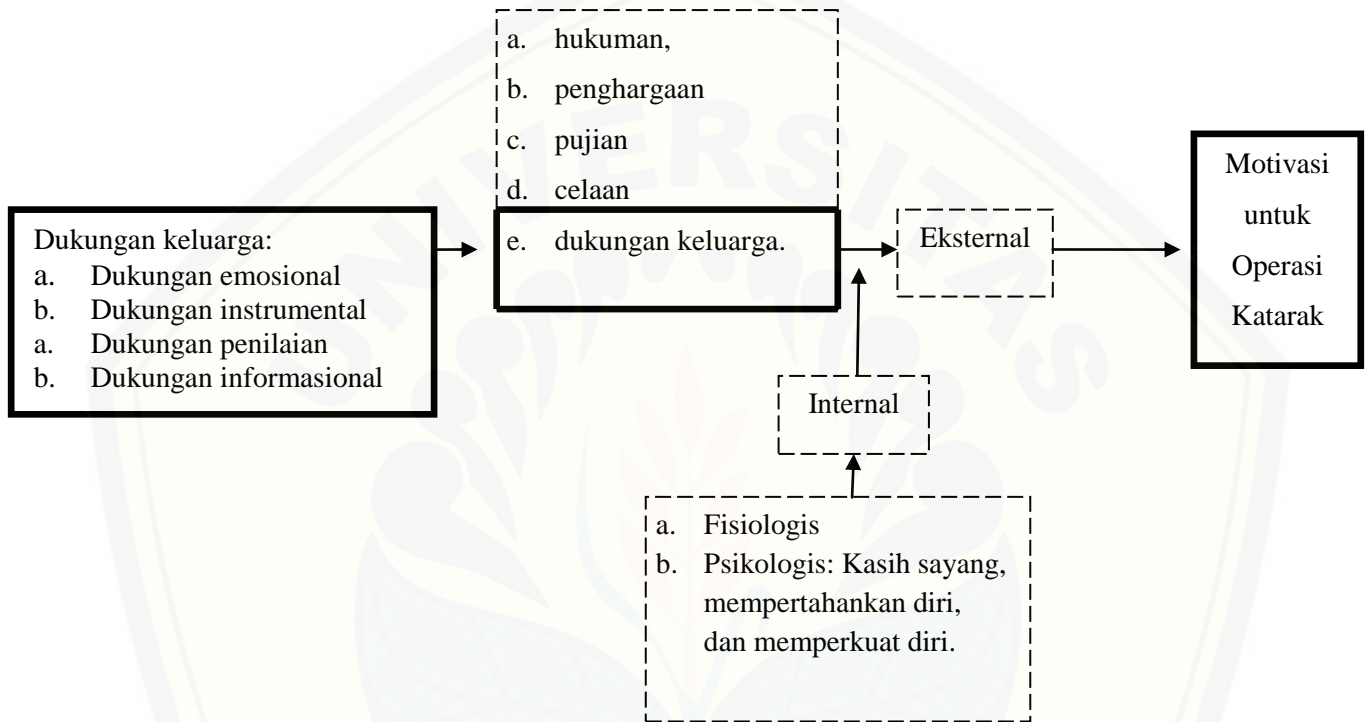 a. hukuman,
b. penghargaan
c. pujian
d. celaan
e. dukungan keluarga.
Dukungan keluarga:
a. Dukungan emosional
b. Dukungan instrumental
a. Dukungan penilaian
b. Dukungan informasional
Eksternal
Motivasi
untuk
Operasi
Katarak
Internal
a. Fisiologis
b. Psikologis: Kasih sayang,
mempertahankan diri,
dan memperkuat diri.
UNIVERSITAS